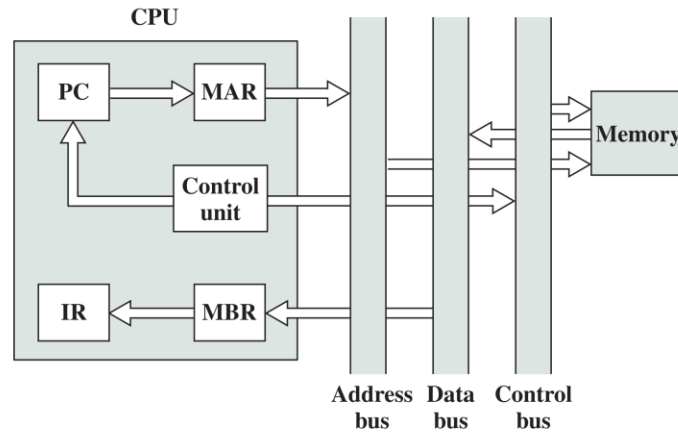 CPU
PC
MAR
Memory
Control
unit
IR
MBR
Address Data Control
bus bus bus